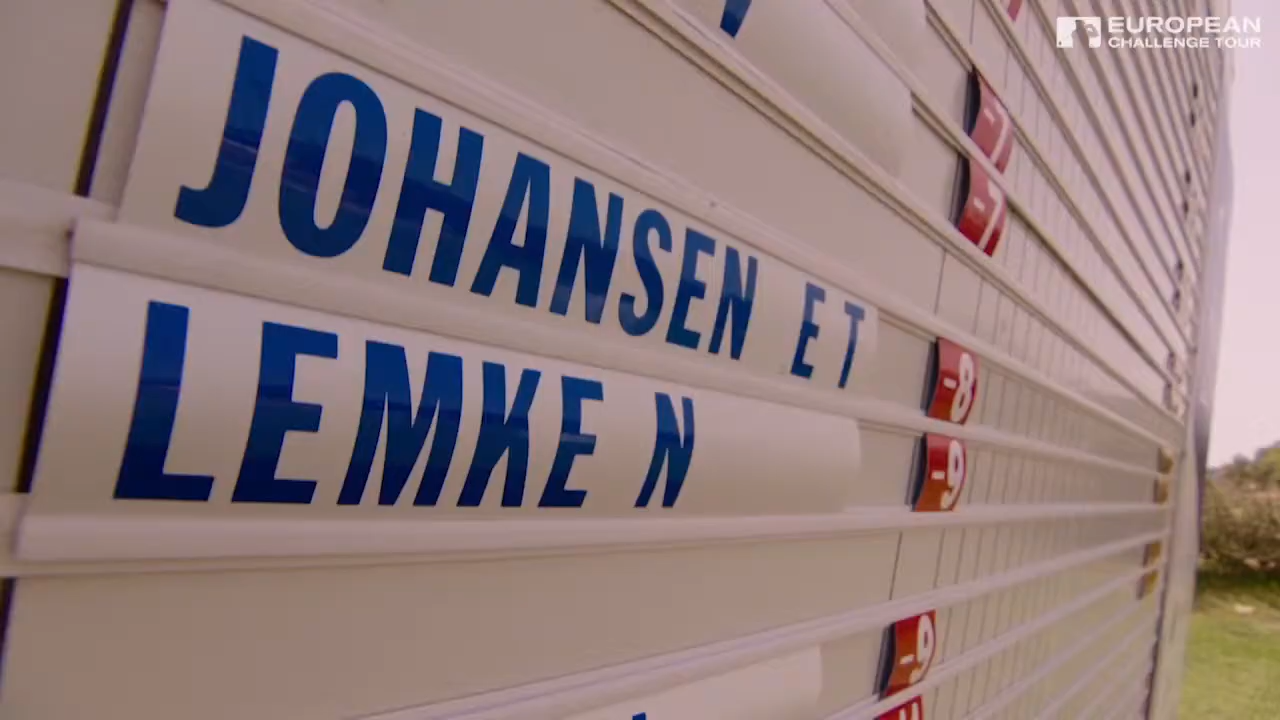 EUROPEAN
CHALLENGE TOUR
-7
-7
JOHANSEN E T -8
LEMKE N -9
-9